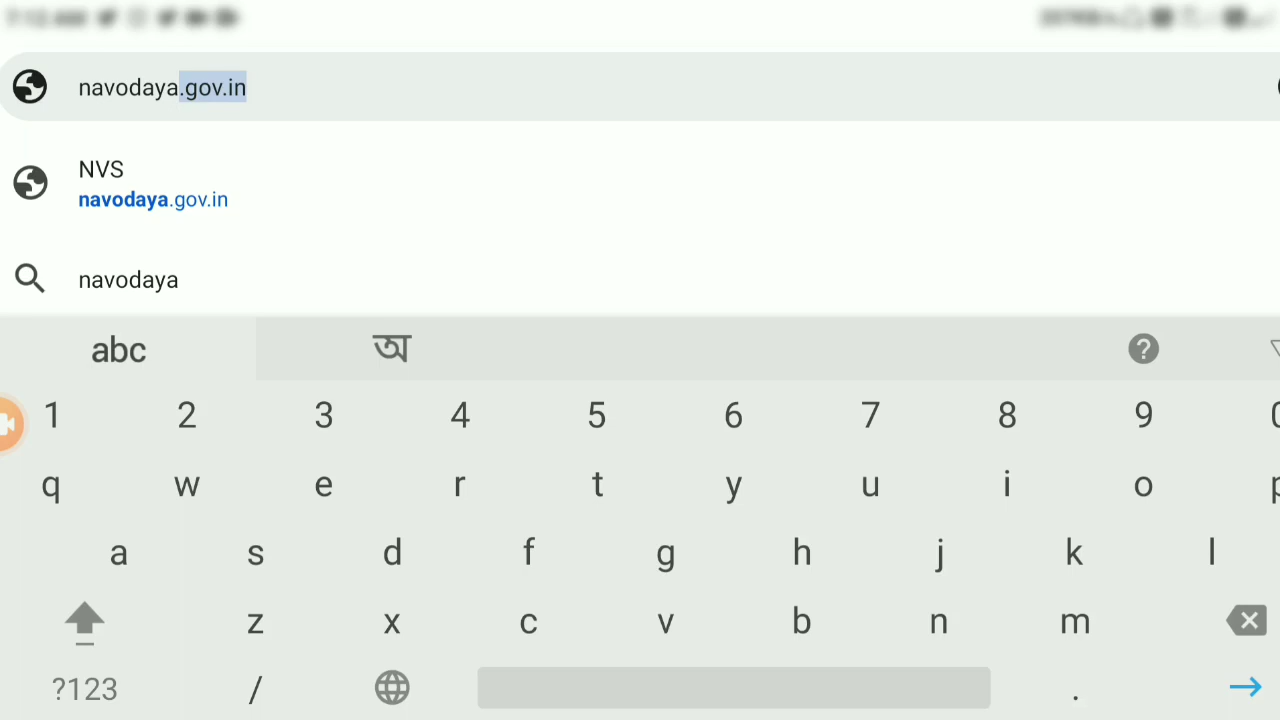 navodaya.gov.in
NVS
navodaya.gov.in
navodaya
abc অ ?
1 2 3 4 5 6 7 8 9
q w e r t y u i o p
a s d f g h j k l
z x c v b n m
?123 / .